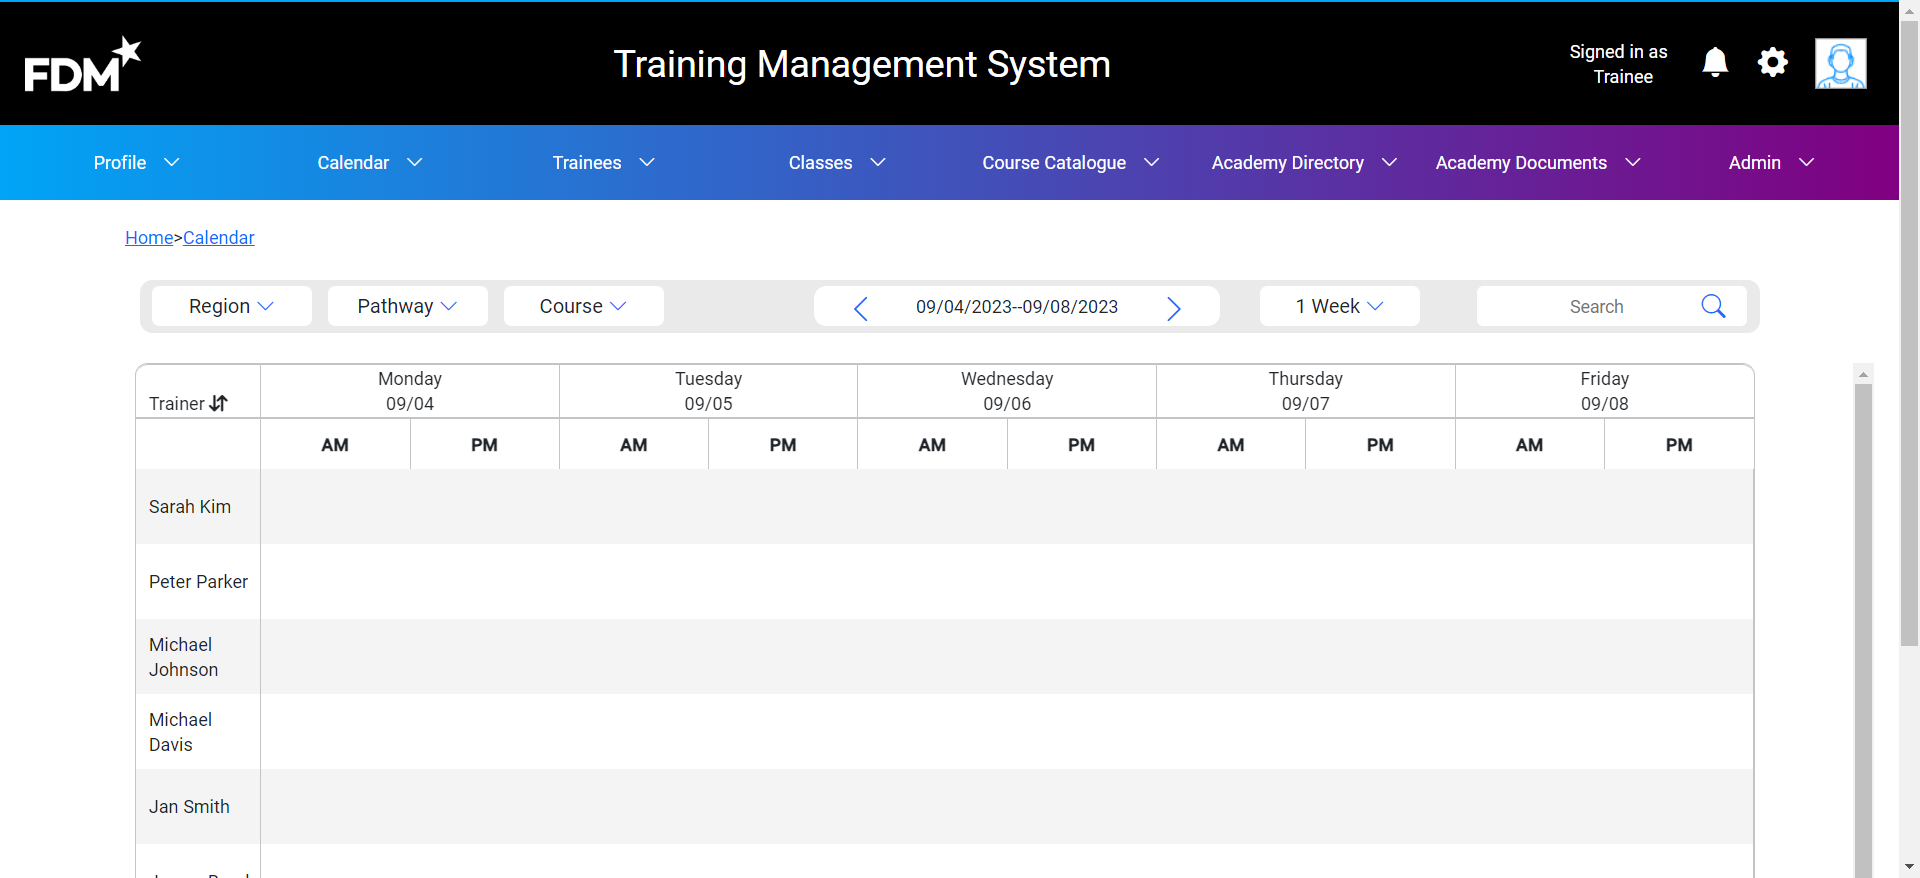 FDM
Training Management System
Signed in as
Trainee
Profile
Calendar
Trainees
Classes
Course Catalogue
Academy Directory
Academy Documents
Admin
Home>Calendar
Region
Pathway
Course
09/04/2023--09/08/2023
1 Week
Search
Trainer
Monday
09/04
Tuesday
09/05
Wednesday
09/06
Thursday
09/07
Friday
09/08
AM PM AM PM AM PM AM PM AM PM
Sarah Kim
Peter Parker
Michael
Johnson
Michael
Davis
Jan Smith